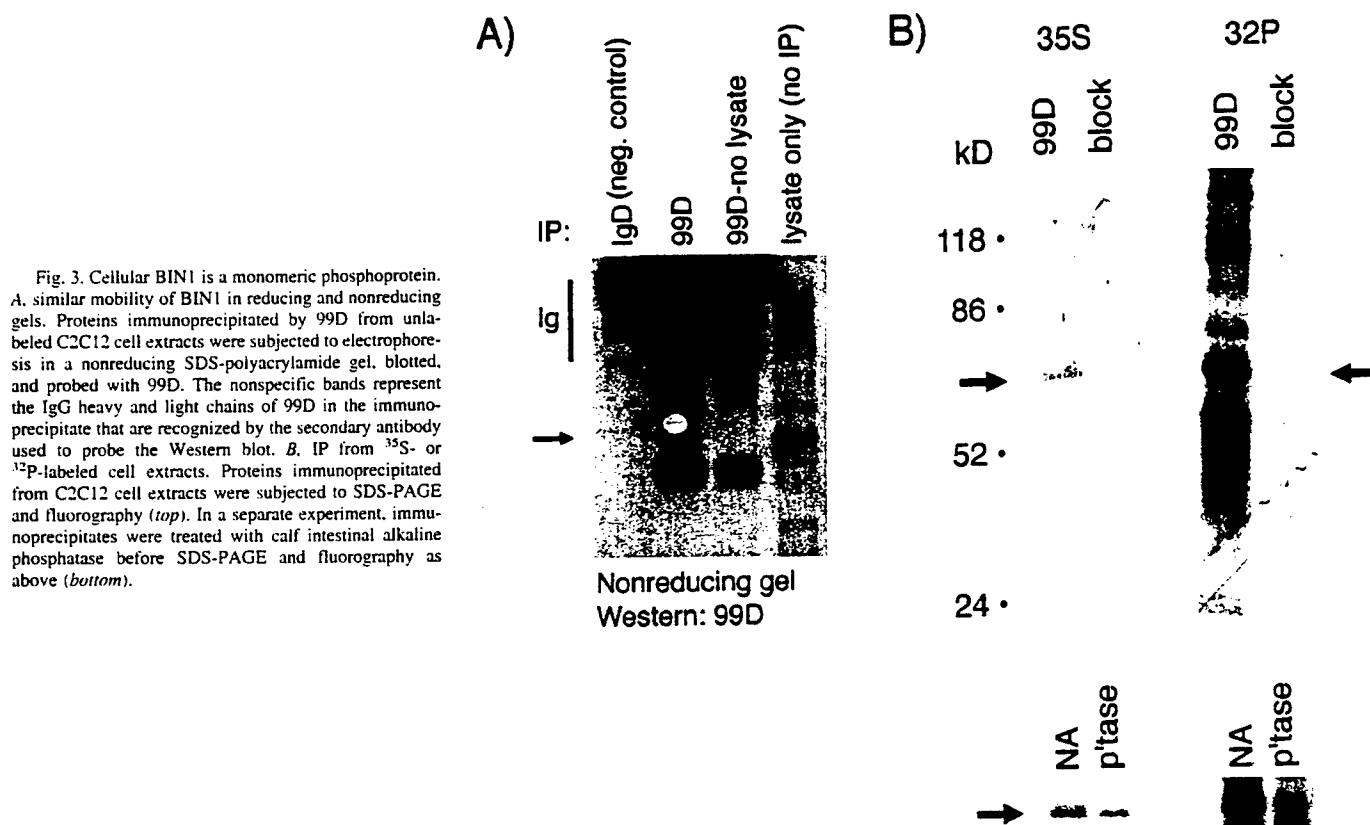 Fig. 3. Cellular BIN1 is a monomeric phosphoprotein.
A, similar mobility of BIN1 in reducing and nonreducing
gels. Proteins immunoprecipitated by 99D from unla-
beled C2C12 cell extracts were subjected to electrophore-
sis in a nonreducing SDS-polyacrylamide gel, blotted,
and probed with 99D. The nonspecific bands represent
the IgG heavy and light chains of 99D in the immuno-
precipitate that are recognized by the secondary antibody
used to probe the Western blot. B, IP from ³⁵S- or
³²P-labeled cell extracts. Proteins immunoprecipitated
from C2C12 cell extracts were subjected to SDS-PAGE
and fluorography (top). In a separate experiment, immu-
noprecipitates were treated with calf intestinal alkaline
phosphatase before SDS-PAGE and fluorography as
above (bottom).
A)
IP:
IgD (neg. control)
99D
99D-no lysate
lysate only (no IP)
Ig
Nonreducing gel
Western: 99D
B)
35S
32P
kD
99D
block
99D
block
118 •
86 •
52 •
24 •
NA
p'tase
NA
p'tase